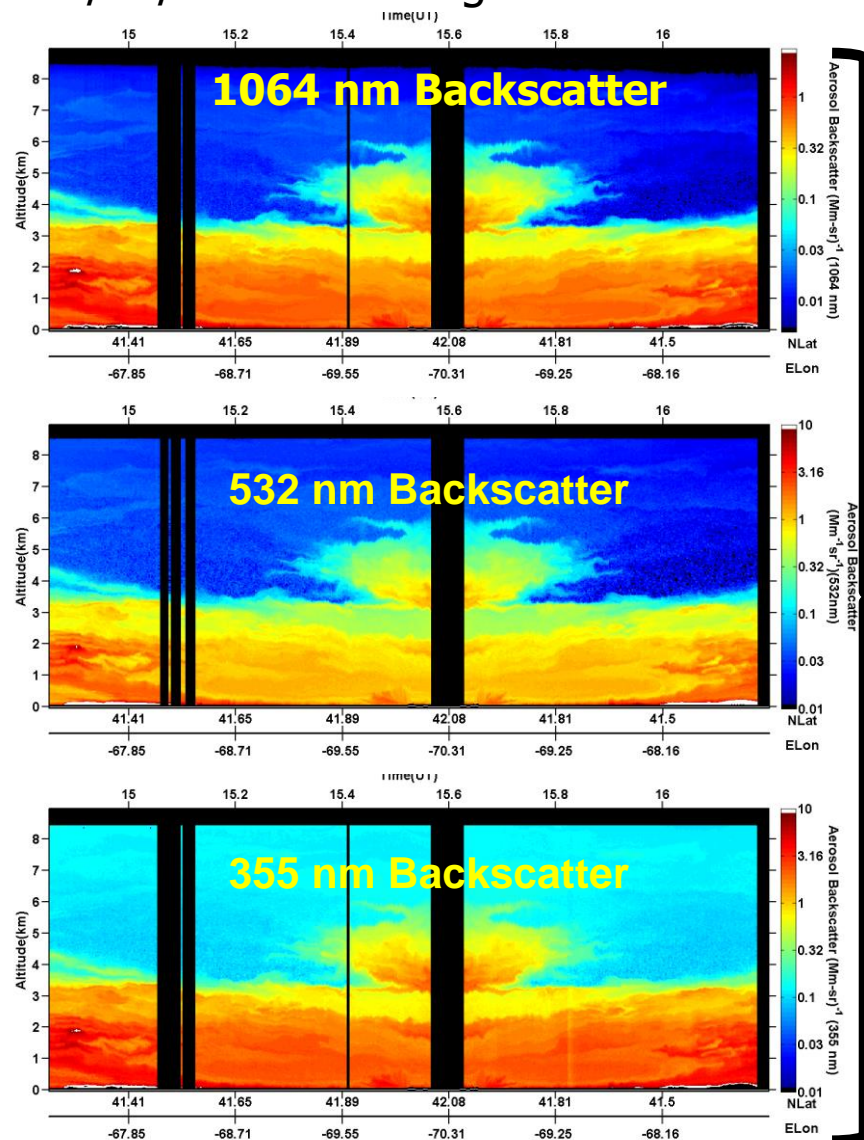 Time(UT)
15 15.2 15.4 15.6 15.8 16
1064 nm Backscatter
Altitude(km)
8
7
6
5
4
3
2
1
0
1
0.32
0.1
0.03
0.01
Aerosol Backscatter (Mm-sr)⁻¹ (1064 nm)
41.41 41.65 41.89 42.08 41.81 41.5 NLat
-67.85 -68.71 -69.55 -70.31 -69.25 -68.16 ELon
15 15.2 15.4 15.6 15.8 16
532 nm Backscatter
Altitude(km)
8
7
6
5
4
3
2
1
0
10
3.16
1
0.32
0.1
0.03
0.01
Aerosol Backscatter
(Mm⁻¹sr⁻¹)(532nm)
41.41 41.65 41.89 42.08 41.81 41.5 NLat
-67.85 -68.71 -69.55 -70.31 -69.25 -68.16 ELon
Time(UT)
15 15.2 15.4 15.6 15.8 16
355 nm Backscatter
Altitude(km)
8
7
6
5
4
3
2
1
0
10
3.16
1
0.32
0.1
0.03
0.01
Aerosol Backscatter (Mm-sr)⁻¹ (355 nm)
41.41 41.65 41.89 42.08 41.81 41.5 NLat
-67.85 -68.71 -69.55 -70.31 -69.25 -68.16 ELon